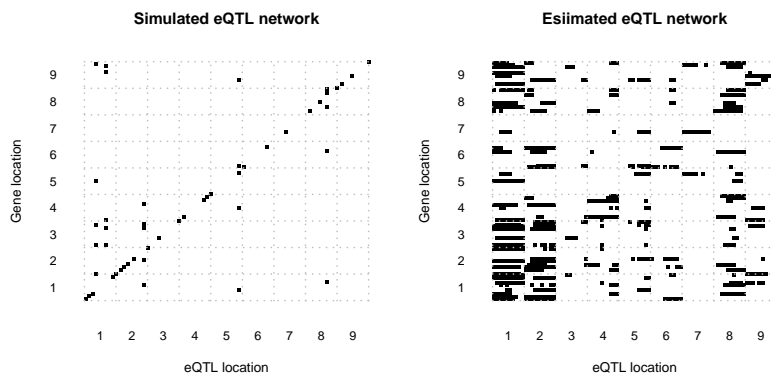 Simulated eQTL network
Esiimated eQTL network
Gene location
9
8
7
6
5
4
3
2
1
1 2 3 4 5 6 7 8 9
eQTL location
Gene location
9
8
7
6
5
4
3
2
1
1 2 3 4 5 6 7 8 9
eQTL location